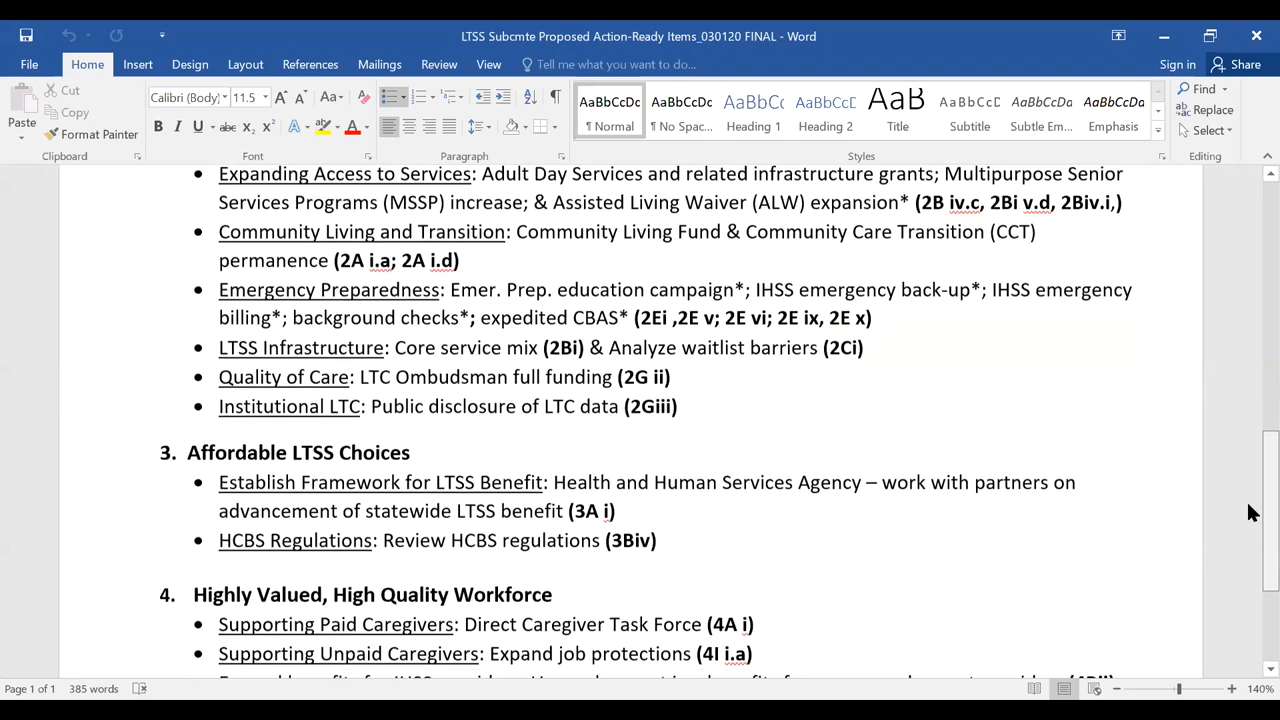 LTSS Subcmte Proposed Action-Ready Items_030120 FINAL - Word
File Home Insert Design Layout References Mailings Review View Tell me what you want to do... Sign in Share
Paste
Cut
Copy
Format Painter
Clipboard
Calibri (Body) 11.5
Font
Paragraph
AaBbCcDc AaBbCcDc AaBbCc AaBbCcD AaB AaBbCcD AaBbCcDc AaBbCcDc
¶ Normal ¶ No Spac... Heading 1 Heading 2 Title Subtitle Subtle Em... Emphasis
Styles
Find
Replace
Select
Editing
• Expanding Access to Services: Adult Day Services and related infrastructure grants; Multipurpose Senior
Services Programs (MSSP) increase; & Assisted Living Waiver (ALW) expansion* (2B iv.c, 2Bi v.d, 2Biv.i,)
• Community Living and Transition: Community Living Fund & Community Care Transition (CCT)
permanence (2A i.a; 2A i.d)
• Emergency Preparedness: Emer. Prep. education campaign*; IHSS emergency back-up*; IHSS emergency
billing*; background checks*; expedited CBAS* (2Ei ,2E v; 2E vi; 2E ix, 2E x)
• LTSS Infrastructure: Core service mix (2Bi) & Analyze waitlist barriers (2Ci)
• Quality of Care: LTC Ombudsman full funding (2G ii)
• Institutional LTC: Public disclosure of LTC data (2Giii)
3. Affordable LTSS Choices
• Establish Framework for LTSS Benefit: Health and Human Services Agency – work with partners on
advancement of statewide LTSS benefit (3A i)
• HCBS Regulations: Review HCBS regulations (3Biv)
4. Highly Valued, High Quality Workforce
• Supporting Paid Caregivers: Direct Caregiver Task Force (4A i)
• Supporting Unpaid Caregivers: Expand job protections (4I i.a)
Page 1 of 1 385 words 140%